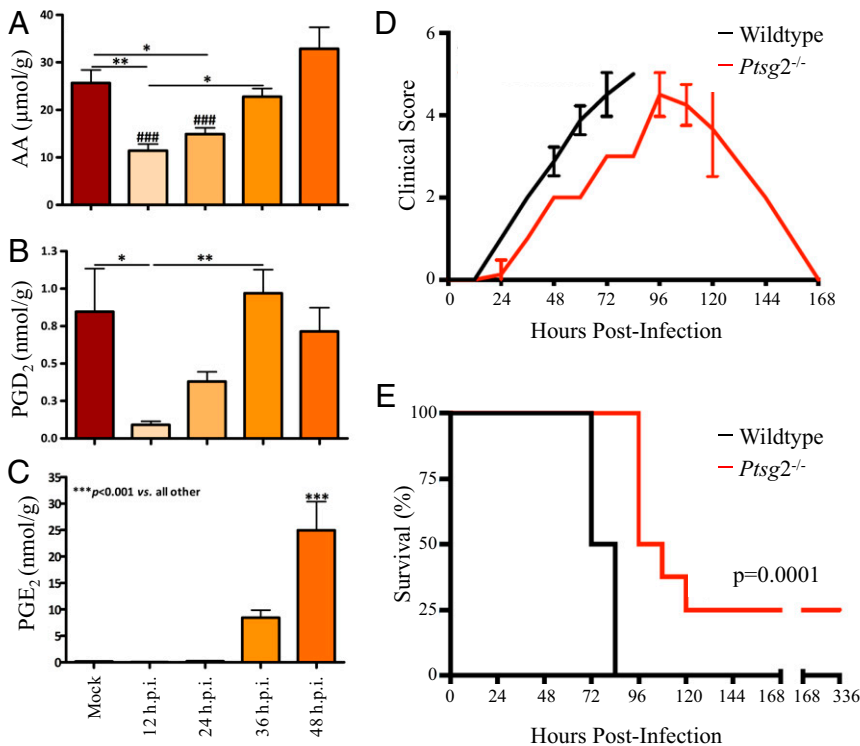 A
AA (µmol/g)
40
30
20
10
0
*
**
*
###
###
B
PGD2 (nmol/g)
1.3
1.0
0.8
0.5
0.3
0.0
*
**
C
PGE2 (nmol/g)
35
30
25
20
15
10
5
0
***p<0.001 vs. all other
***
Mock
12 h.p.i.
24 h.p.i.
36 h.p.i.
48 h.p.i.
D
Clinical Score
6
4
2
0
Wildtype
Ptsg2-/-
0 24 48 72 96 120 144 168
Hours Post-Infection
E
Survival (%)
100
75
50
25
0
Wildtype
Ptsg2-/-
p=0.0001
0 24 48 72 96 120 144 168 168 336
Hours Post-Infection